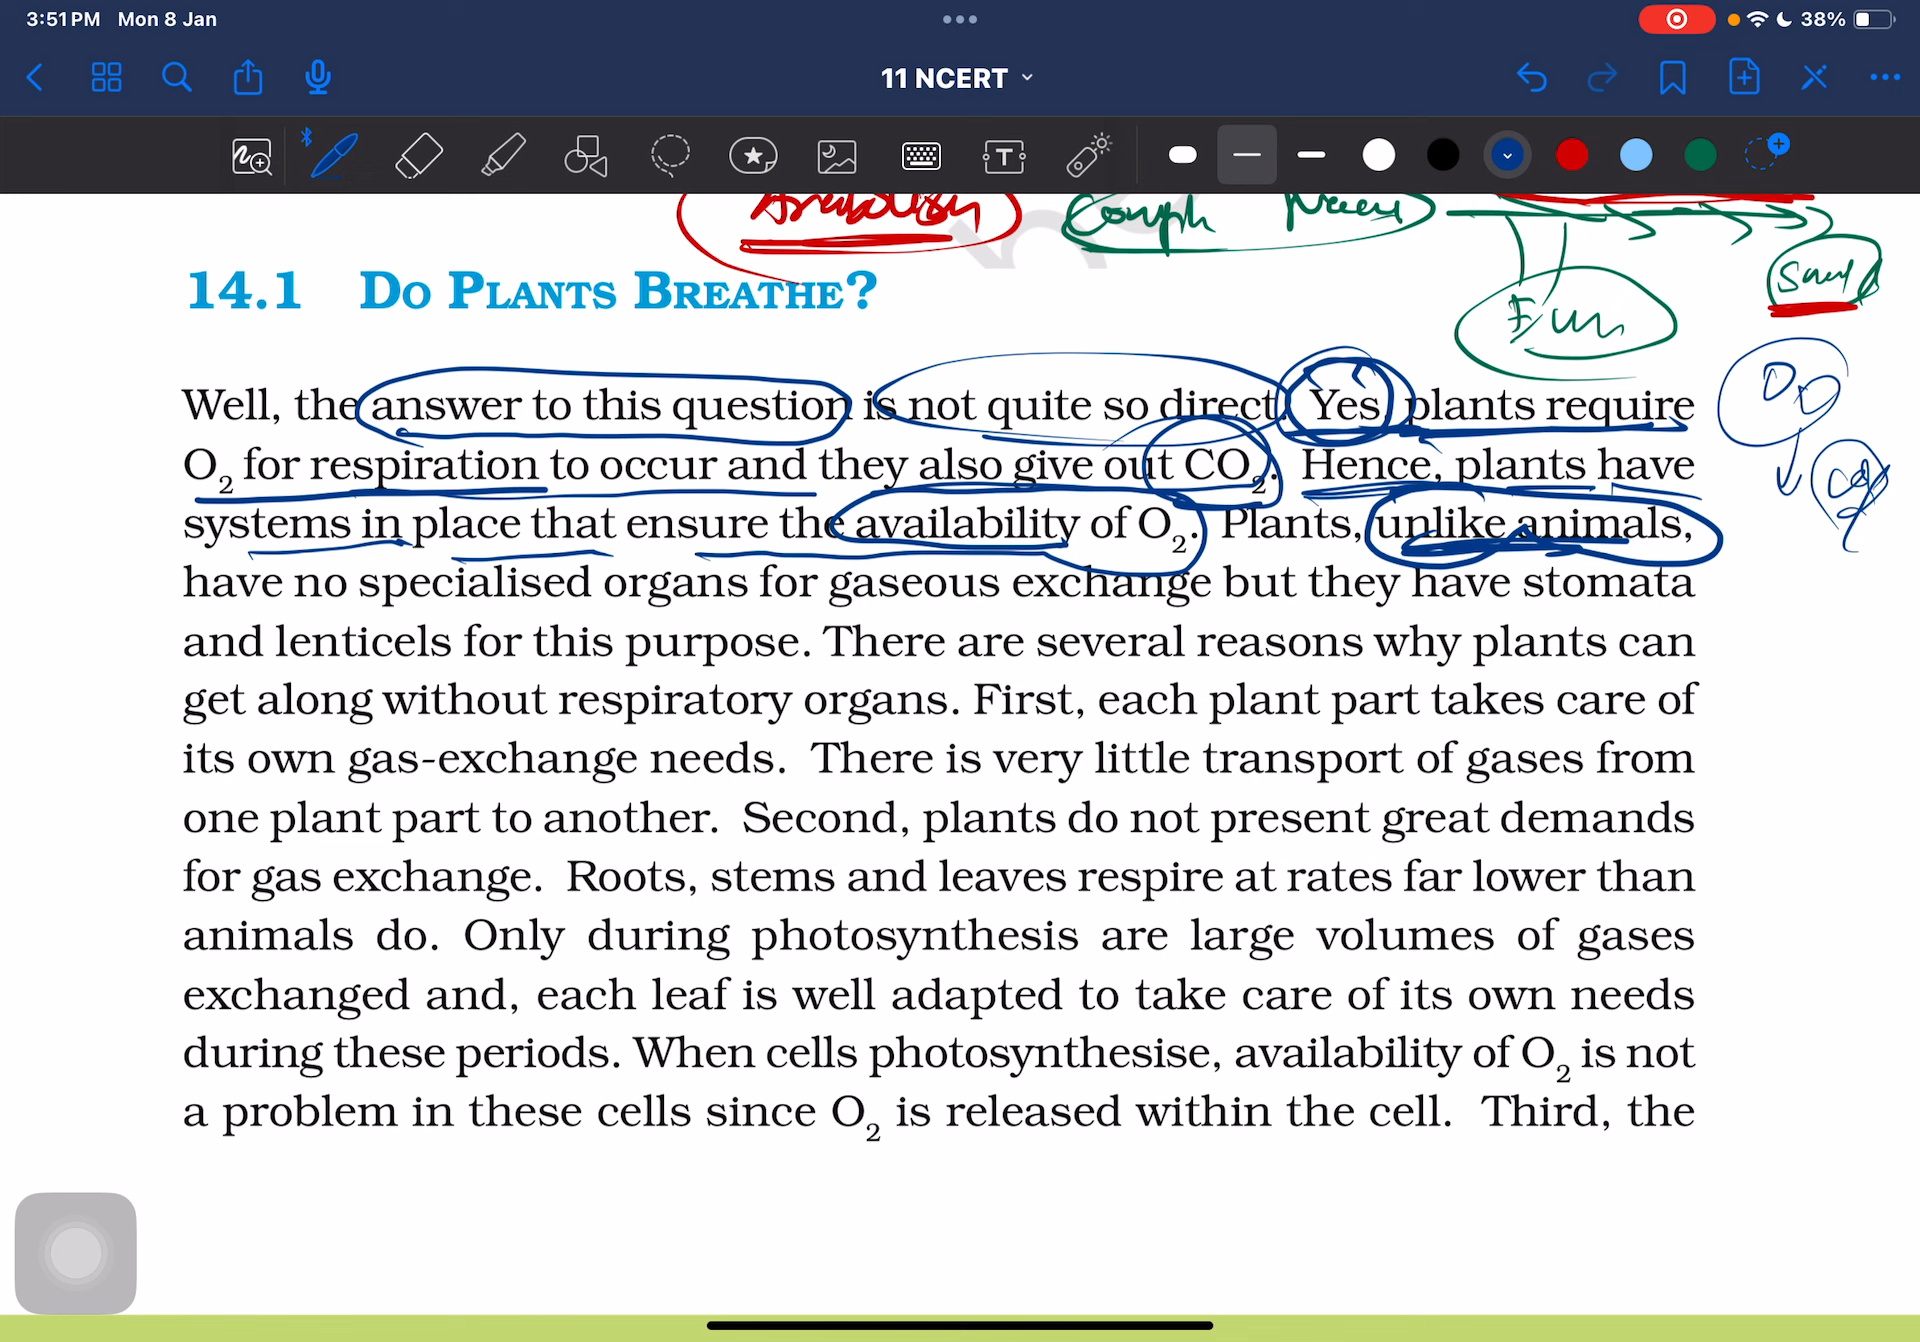 3:51 PM Mon 8 Jan
38%
11 NCERT
T
14.1 DO PLANTS BREATHE?
Well, the answer to this question is not quite so direct. Yes, plants require
O₂ for respiration to occur and they also give out CO₂. Hence, plants have
systems in place that ensure the availability of O₂. Plants, unlike animals,
have no specialised organs for gaseous exchange but they have stomata
and lenticels for this purpose. There are several reasons why plants can
get along without respiratory organs. First, each plant part takes care of
its own gas-exchange needs. There is very little transport of gases from
one plant part to another. Second, plants do not present great demands
for gas exchange. Roots, stems and leaves respire at rates far lower than
animals do. Only during photosynthesis are large volumes of gases
exchanged and, each leaf is well adapted to take care of its own needs
during these periods. When cells photosynthesise, availability of O₂ is not
a problem in these cells since O₂ is released within the cell. Third, the